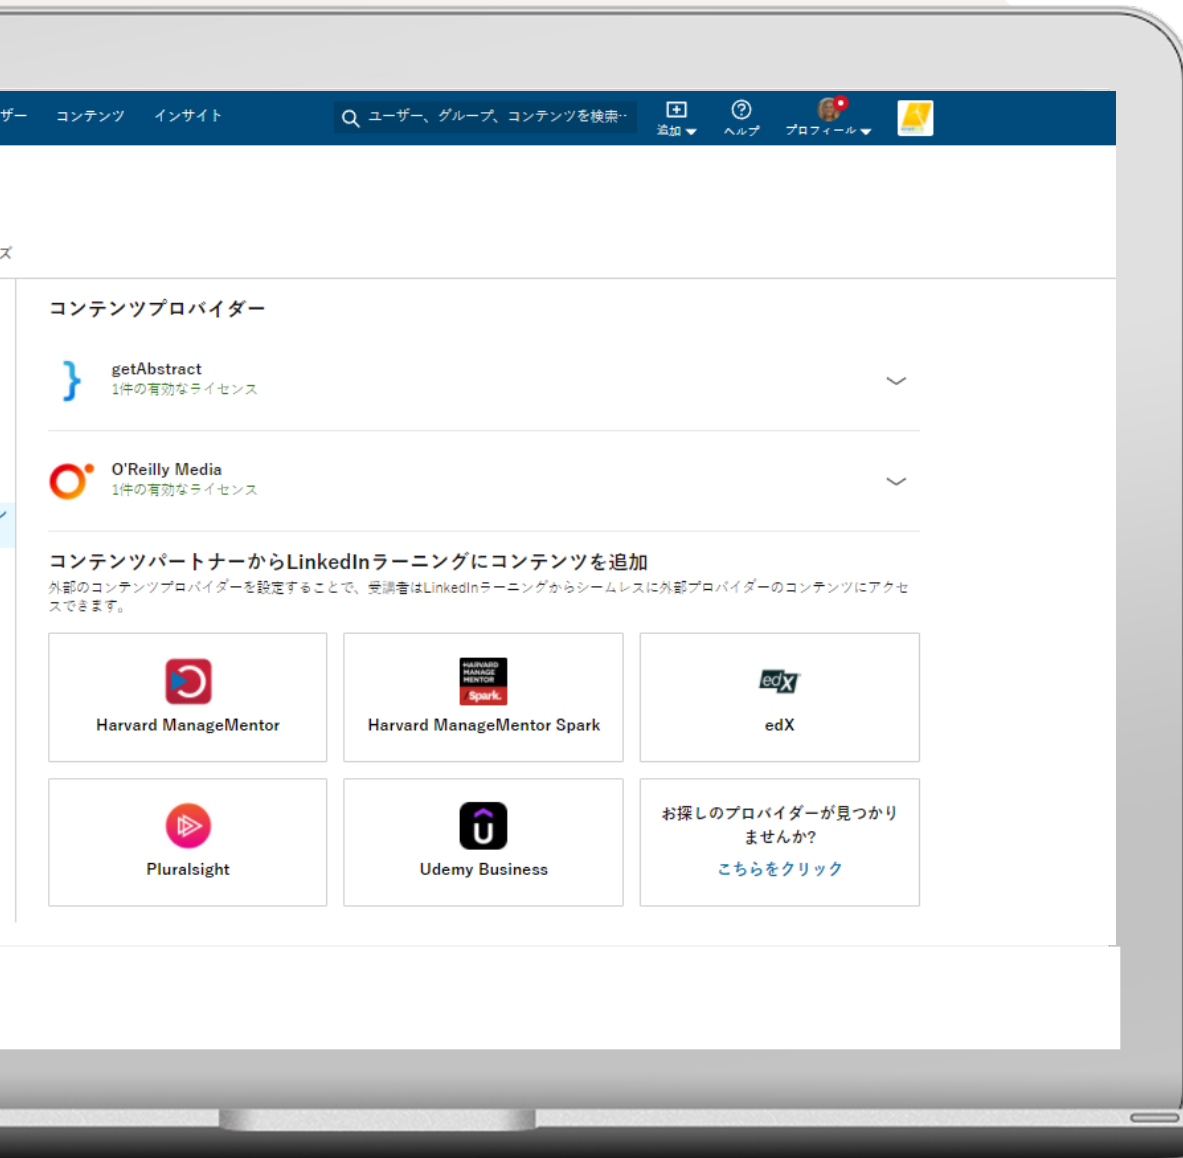 ザー コンテンツ インサイト ユーザー、グループ、コンテンツを検索… 追加 ヘルプ プロフィール
ズ
コンテンツプロバイダー
getAbstract
1件の有効なライセンス
O'Reilly Media
1件の有効なライセンス
コンテンツパートナーからLinkedInラーニングにコンテンツを追加
外部のコンテンツプロバイダーを設定することで、受講者はLinkedInラーニングからシームレスに外部プロバイダーのコンテンツにアクセ
スできます。
HARVARD
MANAGE
MENTOR
Spark.
edX
Harvard ManageMentor
Harvard ManageMentor Spark
edX
お探しのプロバイダーが見つかり
ませんか?
こちらをクリック
Pluralsight
Udemy Business